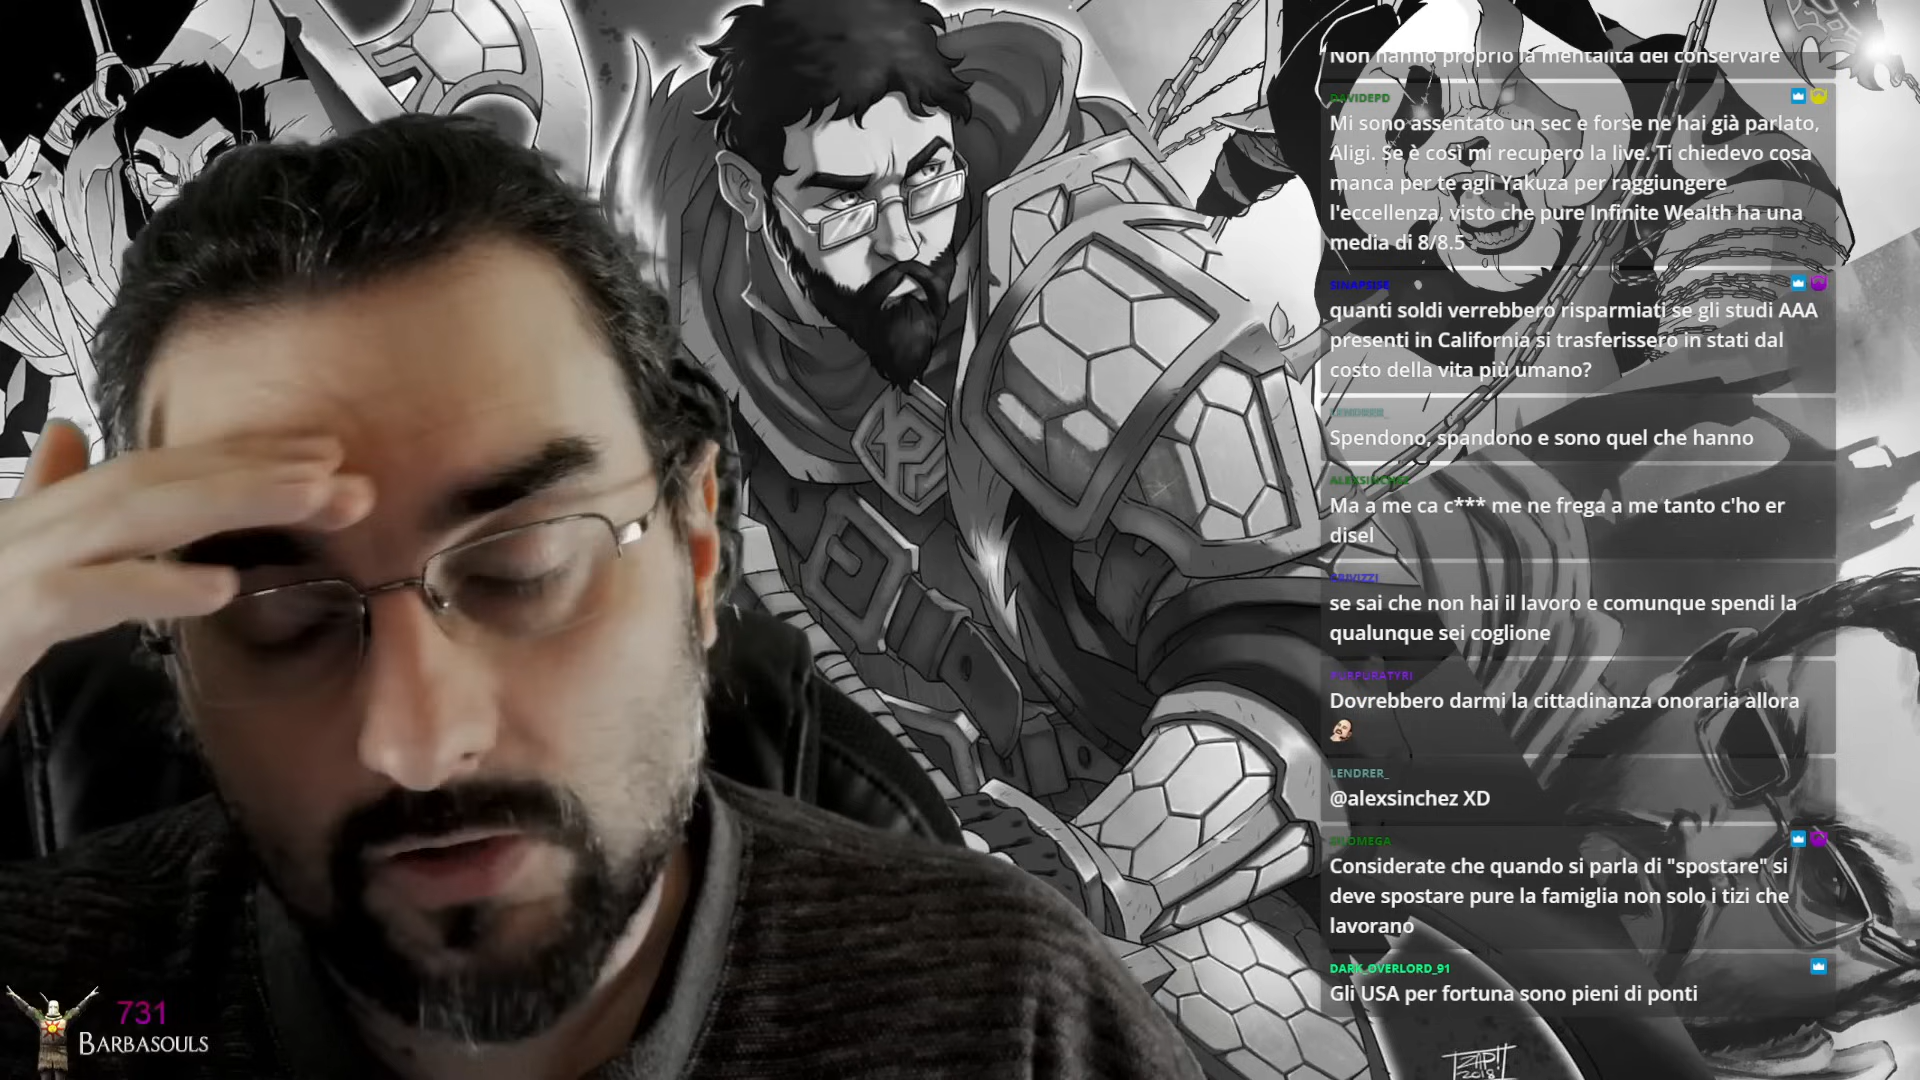 Non hanno proprio la mentalità del conservare
DAVIDEPD
Mi sono assentato un sec e forse ne hai già parlato,
Aligi. Se è così mi recupero la live. Ti chiedevo cosa
manca per te agli Yakuza per raggiungere
l'eccellenza, visto che pure Infinite Wealth ha una
media di 8/8.5
SINAPSISE
quanti soldi verrebbero risparmiati se gli studi AAA
presenti in California si trasferissero in stati dal
costo della vita più umano?
LENDRER_
Spendono, spandono e sono quel che hanno
ALEXSINCHEZ
Ma a me ca c*** me ne frega a me tanto c'ho er
disel
se sai che non hai il lavoro e comunque spendi la
qualunque sei coglione
PURPURATYRI
Dovrebbero darmi la cittadinanza onoraria allora
LENDRER_
@alexsinchez XD
Considerate che quando si parla di "spostare" si
deve spostare pure la famiglia non solo i tizi che
lavorano
DARK_OVERLORD_91
Gli USA per fortuna sono pieni di ponti
731
BARBASOULS
TZAPI!
2018